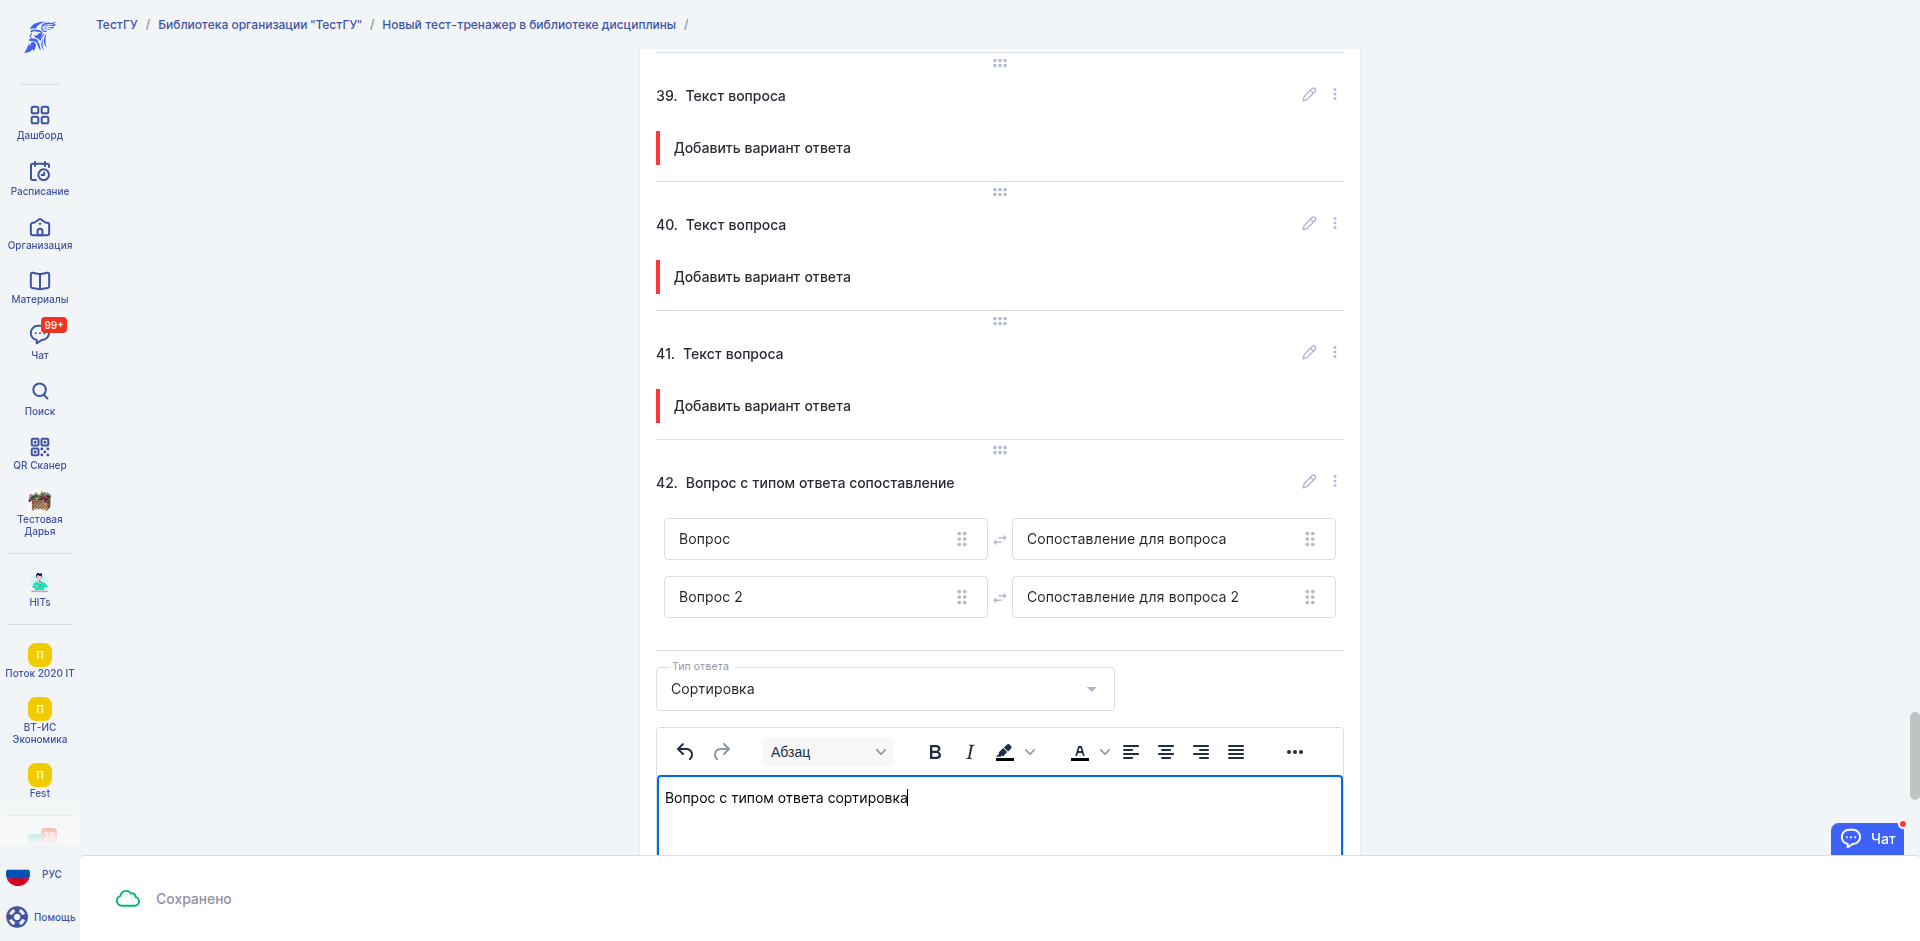 ТестГУ / Библиотека организации "ТестГУ" / Новый тест-тренажер в библиотеке дисциплины /
Дашборд
Расписание
Организация
Материалы
99+
Чат
Поиск
QR Сканер
Тестовая
Дарья
HITs
П
Поток 2020 IT
П
ВТ-ИС
Экономика
П
Fest
28
РУС
Помощь
39. Текст вопроса
Добавить вариант ответа
40. Текст вопроса
Добавить вариант ответа
41. Текст вопроса
Добавить вариант ответа
42. Вопрос с типом ответа сопоставление
Вопрос
Сопоставление для вопроса
Вопрос 2
Сопоставление для вопроса 2
Тип ответа
Сортировка
Абзац
B I A
Вопрос с типом ответа сортировка
Чат
Сохранено